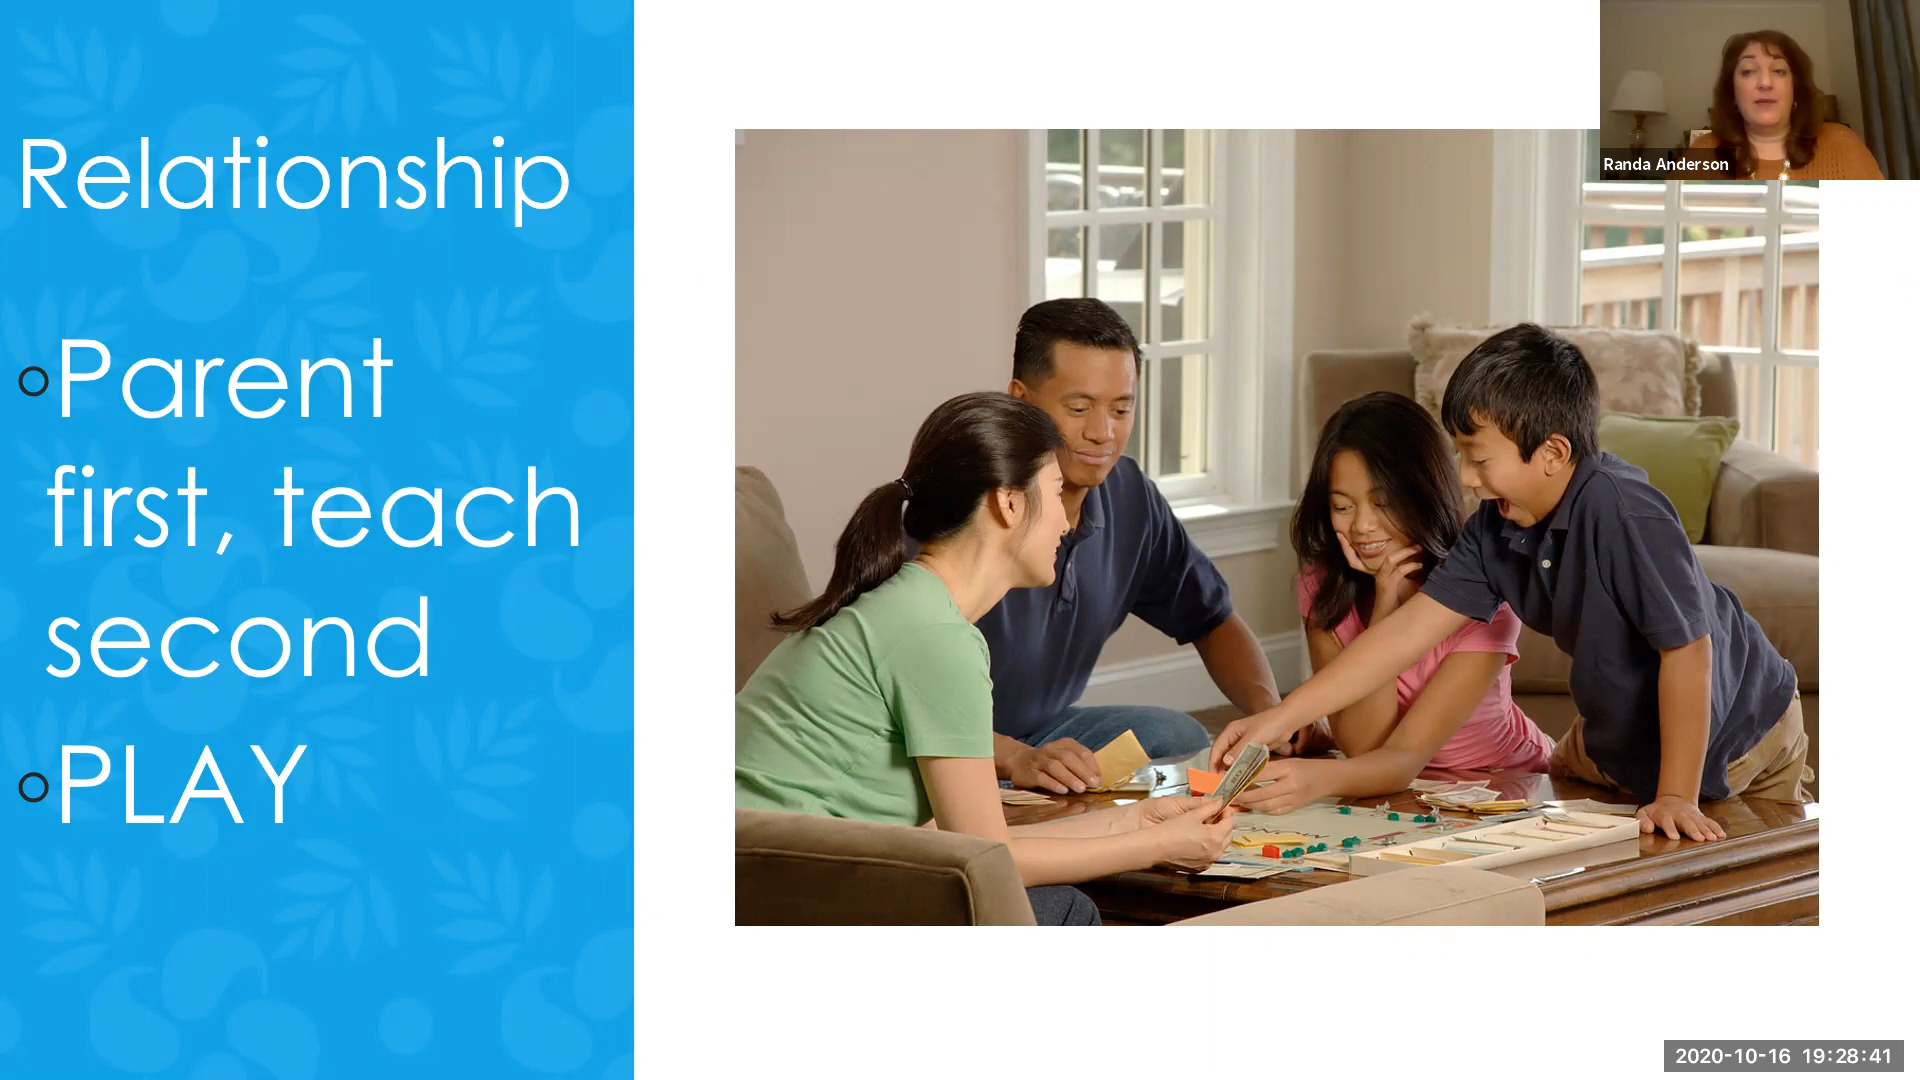 Relationship
Parent
first, teach
second
PLAY
Randa Anderson
2020-10-16 19:28:41